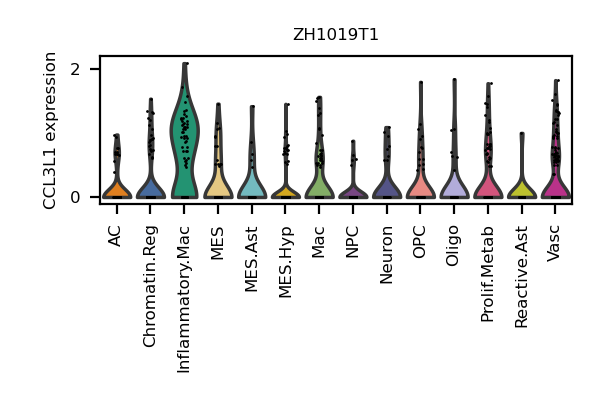 ZH1019T1
CCL3L1 expression
2
0
AC
Chromatin.Reg
Inflammatory.Mac
MES
MES.Ast
MES.Hyp
Mac
NPC
Neuron
OPC
Oligo
Prolif.Metab
Reactive.Ast
Vasc